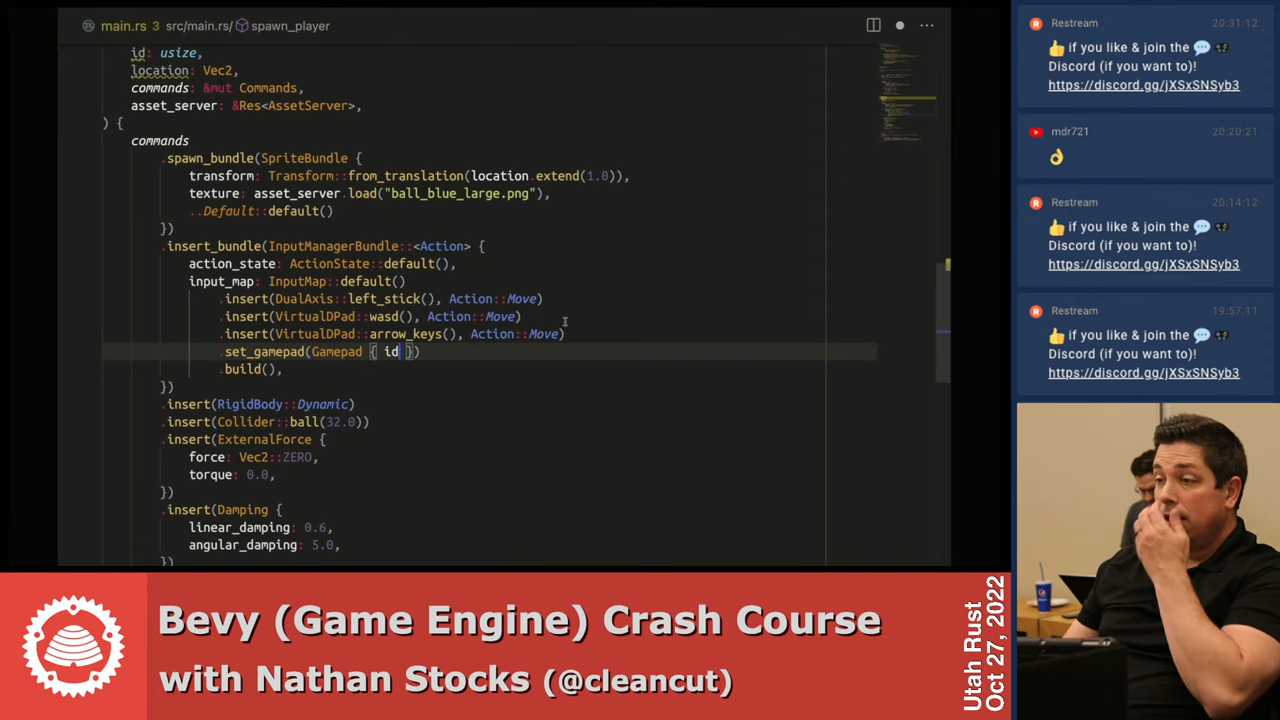 main.rs 3 src/main.rs/ spawn_player
id: usize,
location: Vec2,
commands: &mut Commands,
asset_server: &Res<AssetServer>,
) {
commands
.spawn_bundle(SpriteBundle {
transform: Transform::from_translation(location.extend(1.0)),
texture: asset_server.load("ball_blue_large.png"),
..Default::default()
})
.insert_bundle(InputManagerBundle::<Action> {
action_state: ActionState::default(),
input_map: InputMap::default()
.insert(DualAxis::left_stick(), Action::Move)
.insert(VirtualDPad::wasd(), Action::Move)
.insert(VirtualDPad::arrow_keys(), Action::Move)
.set_gamepad(Gamepad { id })
.build(),
})
.insert(RigidBody::Dynamic)
.insert(Collider::ball(32.0))
.insert(ExternalForce {
force: Vec2::ZERO,
torque: 0.0,
})
.insert(Damping {
linear_damping: 0.6,
angular_damping: 5.0,
})
Restream 20:31:12
👍 if you like & join the 💬
Discord (if you want to)!
https://discord.gg/jXSxSNSyb3
mdr721 20:20:21
👌
Restream 20:14:12
👍 if you like & join the 💬
Discord (if you want to)!
https://discord.gg/jXSxSNSyb3
Restream 19:57:11
👍 if you like & join the 💬
Discord (if you want to)!
https://discord.gg/jXSxSNSyb3
Bevy (Game Engine) Crash Course
with Nathan Stocks (@cleancut)
Utah Rust
Oct 27, 2022